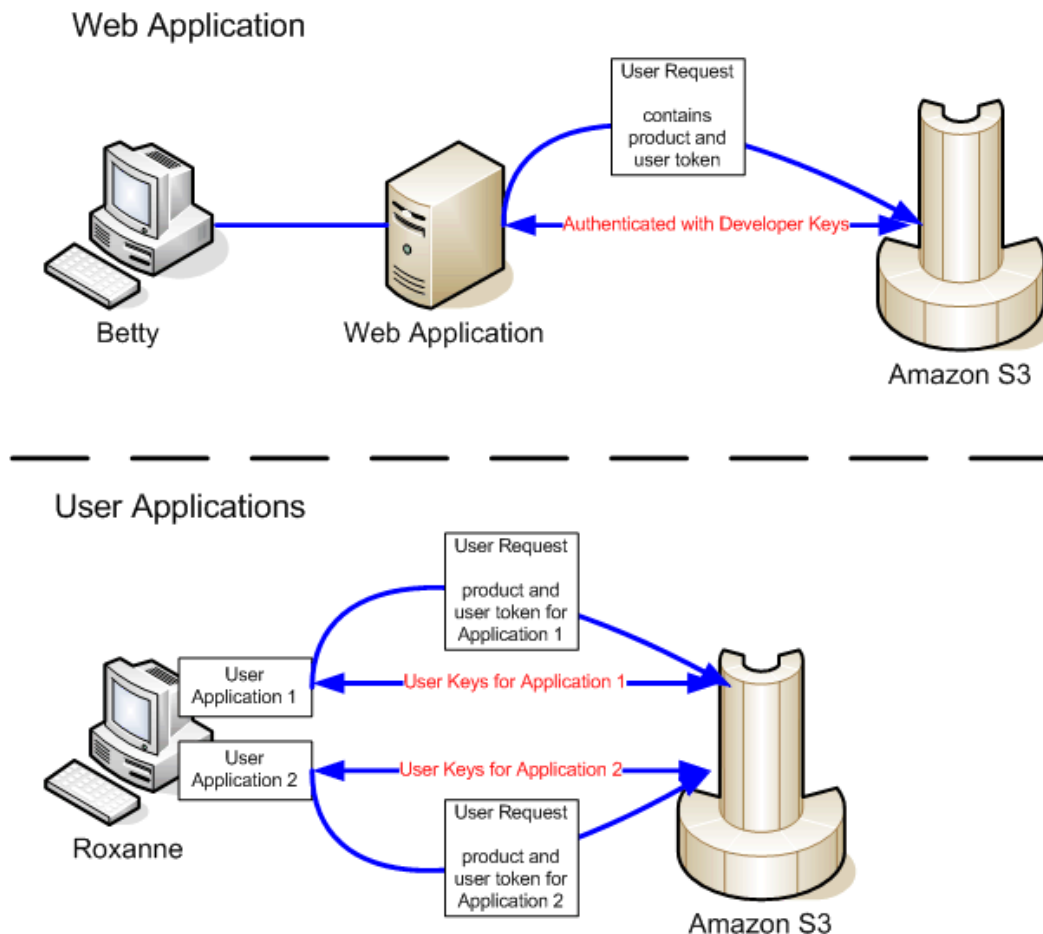 Web Application
User Request
contains
product and
user token
Authenticated with Developer Keys
Betty
Web Application
Amazon S3
User Applications
User Request
product and
user token for
Application 1
User
Application 1
User Keys for Application 1
User
Application 2
User Keys for Application 2
User Request
product and
user token for
Application 2
Roxanne
Amazon S3